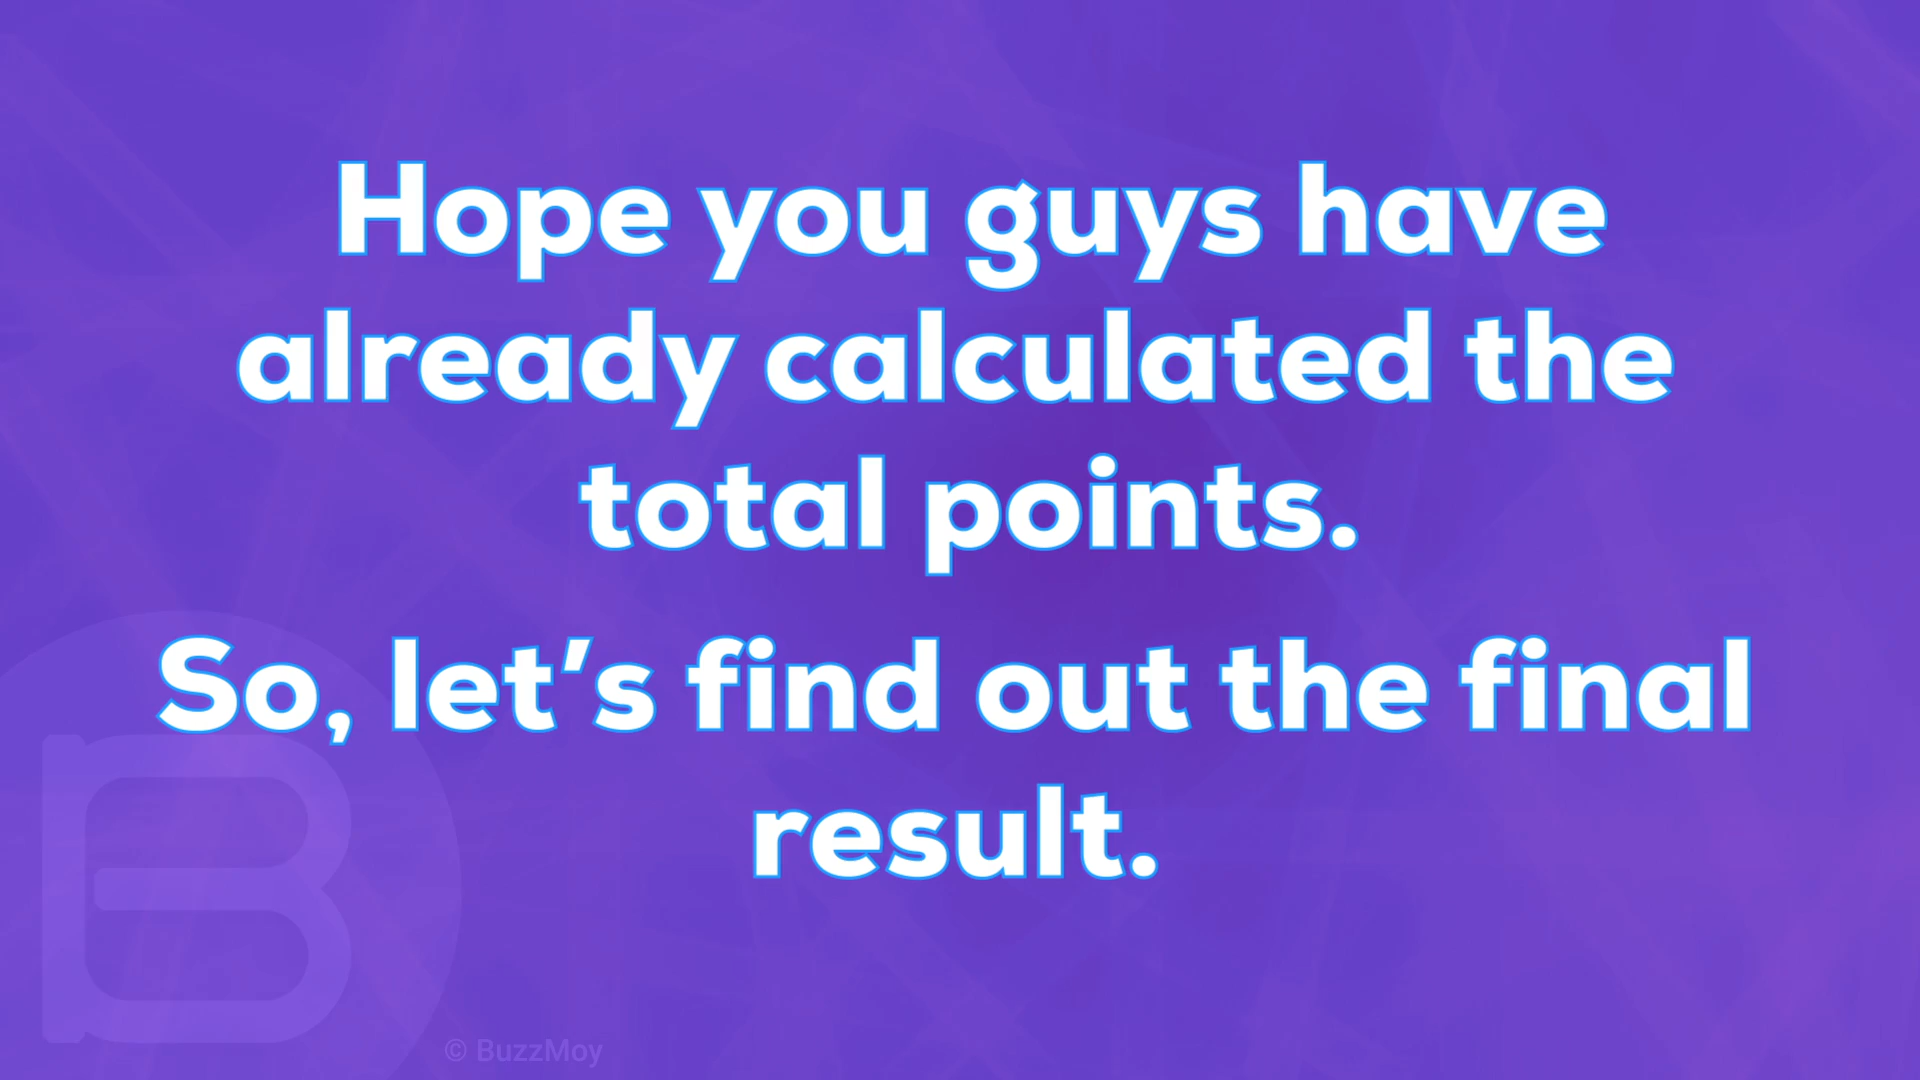 Hope you guys have
already calculated the
total points.
So, let’s find out the final
result.
B
© BuzzMoy